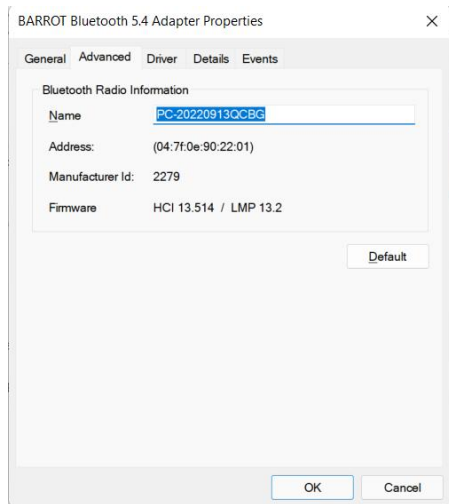 BARROT Bluetooth 5.4 Adapter Properties
General Advanced Driver Details Events
Bluetooth Radio Information
Name PC-20220913QCBG
Address: (04:7f:0e:90:22:01)
Manufacturer Id: 2279
Firmware HCI 13.514 / LMP 13.2
Default
OK Cancel